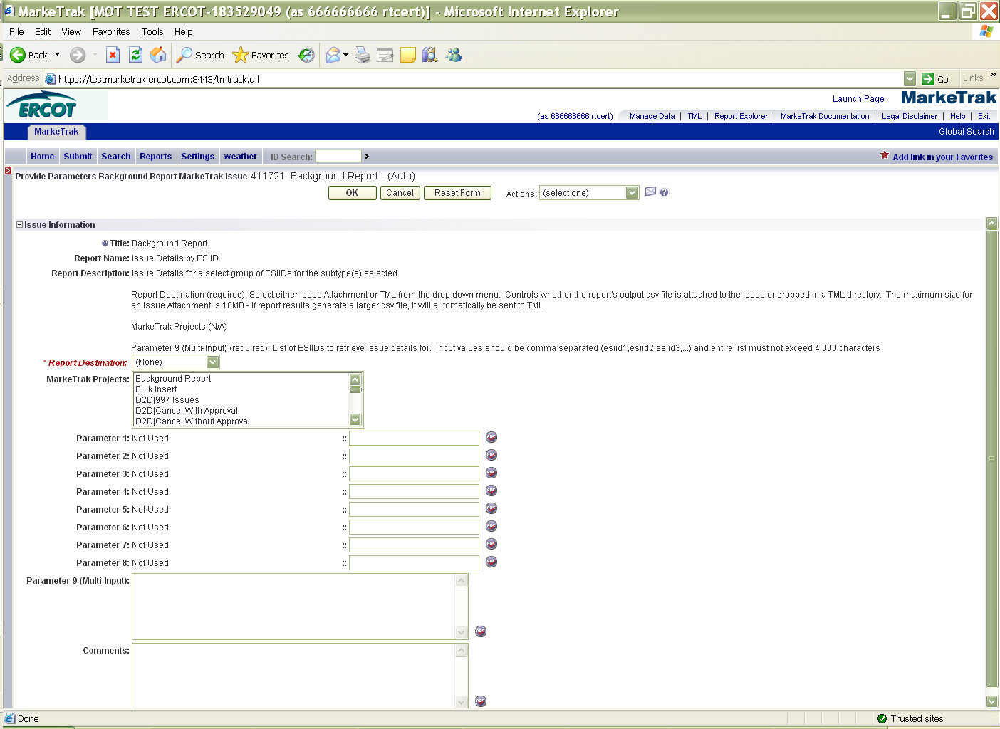 MarkeTrak [MOT TEST ERCOT-183529049 (as 666666666 rtcert)] - Microsoft Internet Explorer
File Edit View Favorites Tools Help
Back Search Favorites
Address https://testmarketrak.ercot.com:8443/tmtrack.dll Go Links »
ERCOT Launch Page MarkeTrak
(as 666666666 rtcert) Manage Data | TML | Report Explorer | MarkeTrak Documentation | Legal Disclaimer | Help | Exit
MarkeTrak Global Search
Home Submit Search Reports Settings weather ID Search: Add link in your Favorites
Provide Parameters Background Report MarkeTrak Issue 411721: Background Report - (Auto)
OK Cancel Reset Form Actions: (select one)
Issue Information
Title: Background Report
Report Name: Issue Details by ESIID
Report Description: Issue Details for a select group of ESIIDs for the subtype(s) selected.
Report Destination (required): Select either Issue Attachment or TML from the drop down menu. Controls whether the report's output csv file is attached to the issue or dropped in a TML directory. The maximum size for
an Issue Attachment is 10MB - if report results generate a larger csv file, it will automatically be sent to TML
MarkeTrak Projects (N/A)
Parameter 9 (Multi-Input) (required): List of ESIIDs to retrieve issue details for. Input values should be comma separated (esiid1,esiid2,esiid3,...) and entire list must not exceed 4,000 characters
* Report Destination: (None)
MarkeTrak Projects: Background Report
Bulk Insert
D2D|997 Issues
D2D|Cancel With Approval
D2D|Cancel Without Approval
Parameter 1: Not Used :: ABC
Parameter 2: Not Used :: ABC
Parameter 3: Not Used :: ABC
Parameter 4: Not Used :: ABC
Parameter 5: Not Used :: ABC
Parameter 6: Not Used :: ABC
Parameter 7: Not Used :: ABC
Parameter 8: Not Used :: ABC
Parameter 9 (Multi-Input):
ABC
Comments:
ABC
Done Trusted sites